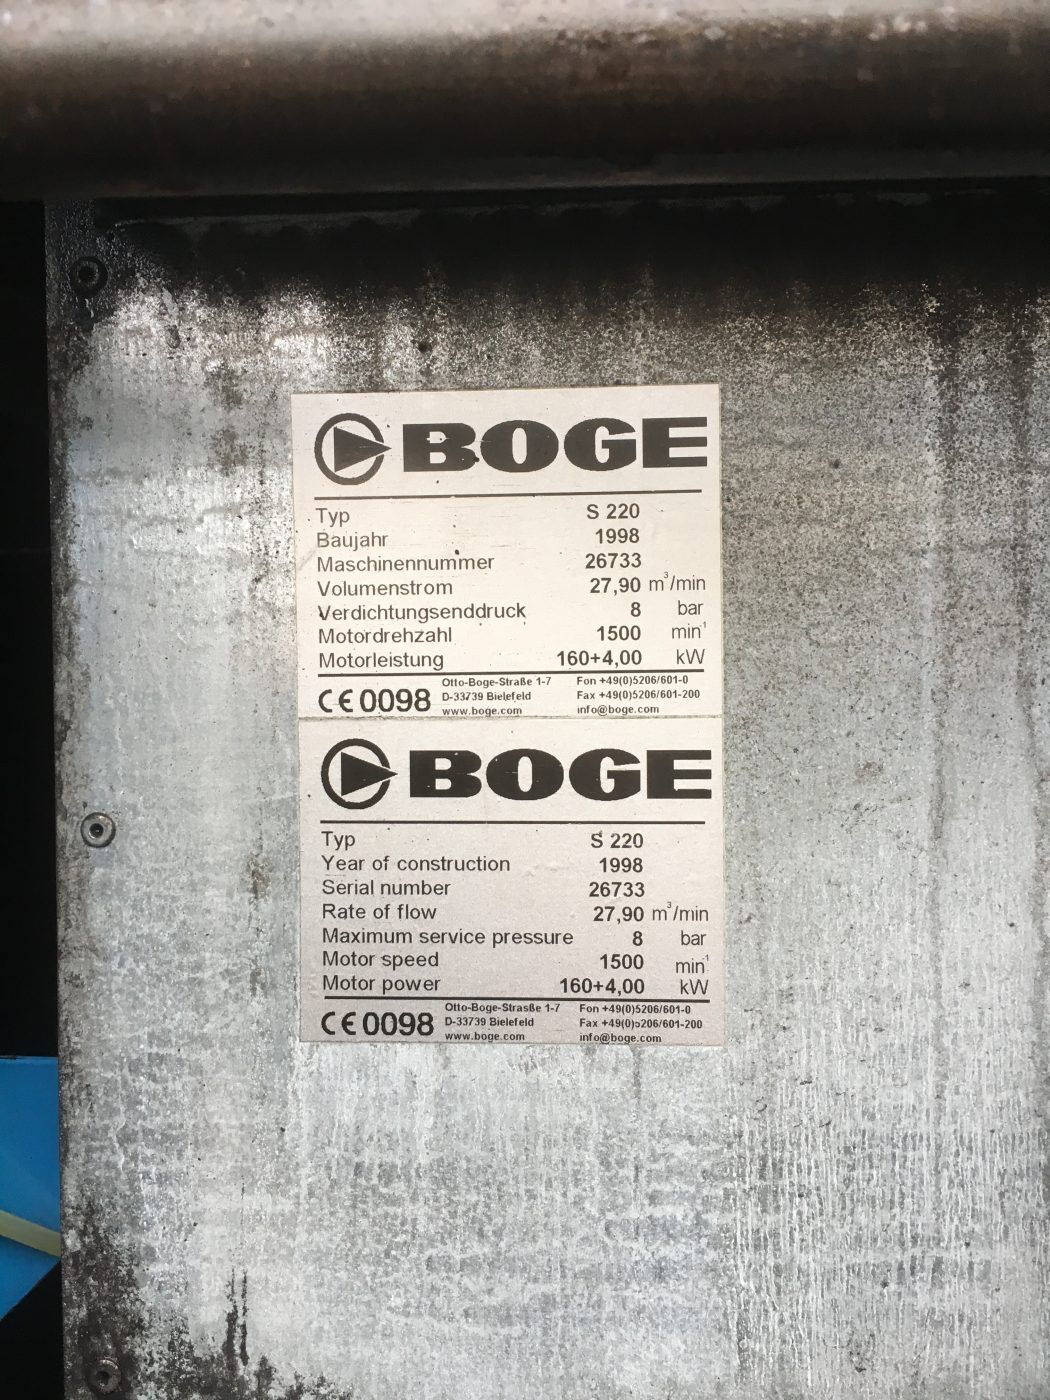 BOGE
Typ S 220
Baujahr 1998
Maschinennummer 26733
Volumenstrom 27,90 m³/min
Verdichtungsenddruck 8 bar
Motordrehzahl 1500 min¹
Motorleistung 160+4,00 kW
CE 0098
Otto-Boge-Straße 1-7 Fon +49(0)5206/601-0
D-33739 Bielefeld Fax +49(0)5206/601-200
www.boge.com info@boge.com
BOGE
Typ S 220
Year of construction 1998
Serial number 26733
Rate of flow 27,90 m³/min
Maximum service pressure 8 bar
Motor speed 1500 min¹
Motor power 160+4,00 kW
CE 0098
Otto-Boge-Strasße 1-7 Fon +49(0)5206/601-0
D-33739 Bielefeld Fax +49(0)5206/601-200
www.boge.com info@boge.com